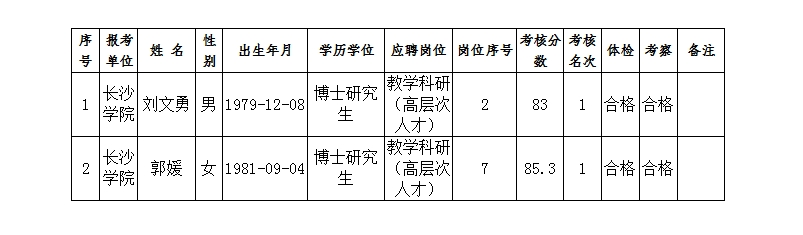 序号 报考单位 姓 名 性别 出生年月 学历学位 应聘岗位 岗位序号 考核分数 考核名次 体检 考察 备注
1 长沙学院 刘文勇 男 1979-12-08 博士研究生 教学科研（高层次人才） 2 83 1 合格 合格
2 长沙学院 郭媛 女 1981-09-04 博士研究生 教学科研（高层次人才） 7 85.3 1 合格 合格